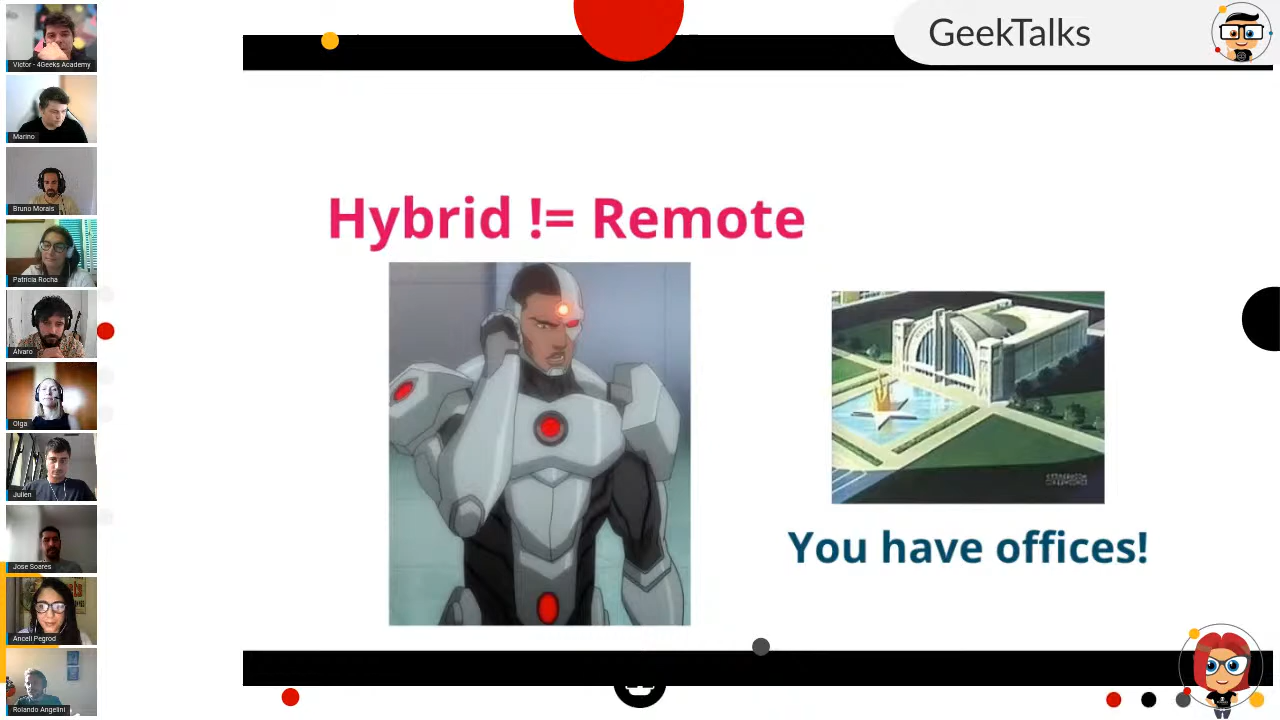 GeekTalks
Hybrid != Remote
You have offices!
Victor - 4Geeks Academy
Marino
Bruno Morais
Patricia Rocha
Alvaro
Olga
Julien
Jose Soares
Ancell Pegrod
Rolando Angelini